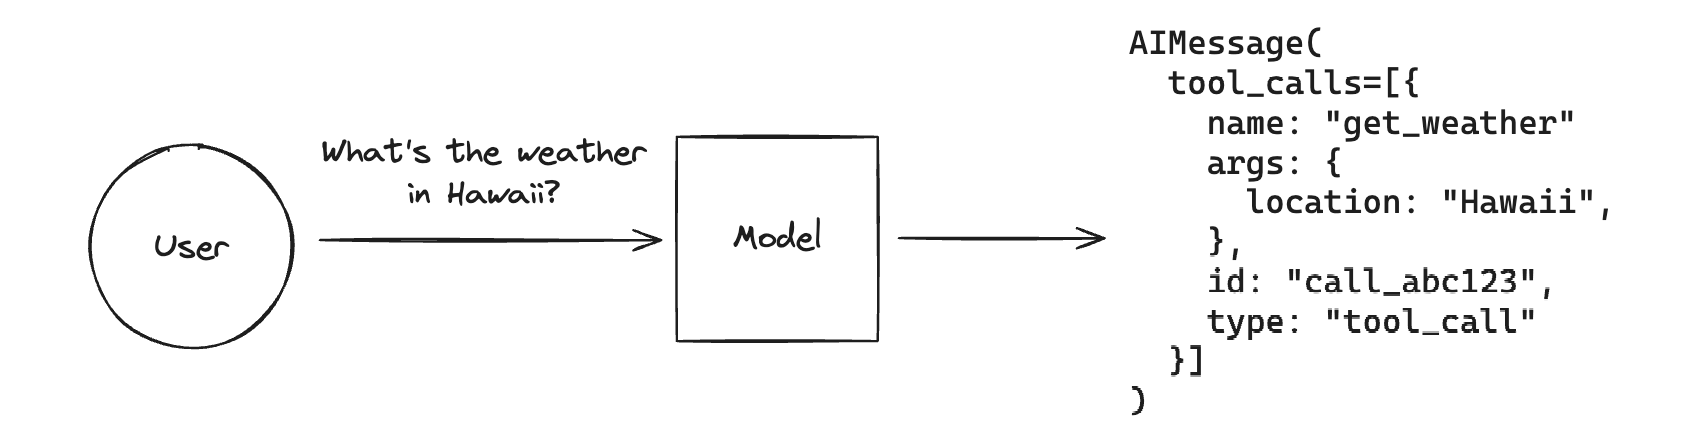 User
What's the weather
in Hawaii?
Model
AIMessage(
  tool_calls=[{
    name: "get_weather"
    args: {
      location: "Hawaii",
    },
    id: "call_abc123",
    type: "tool_call"
  }]
)